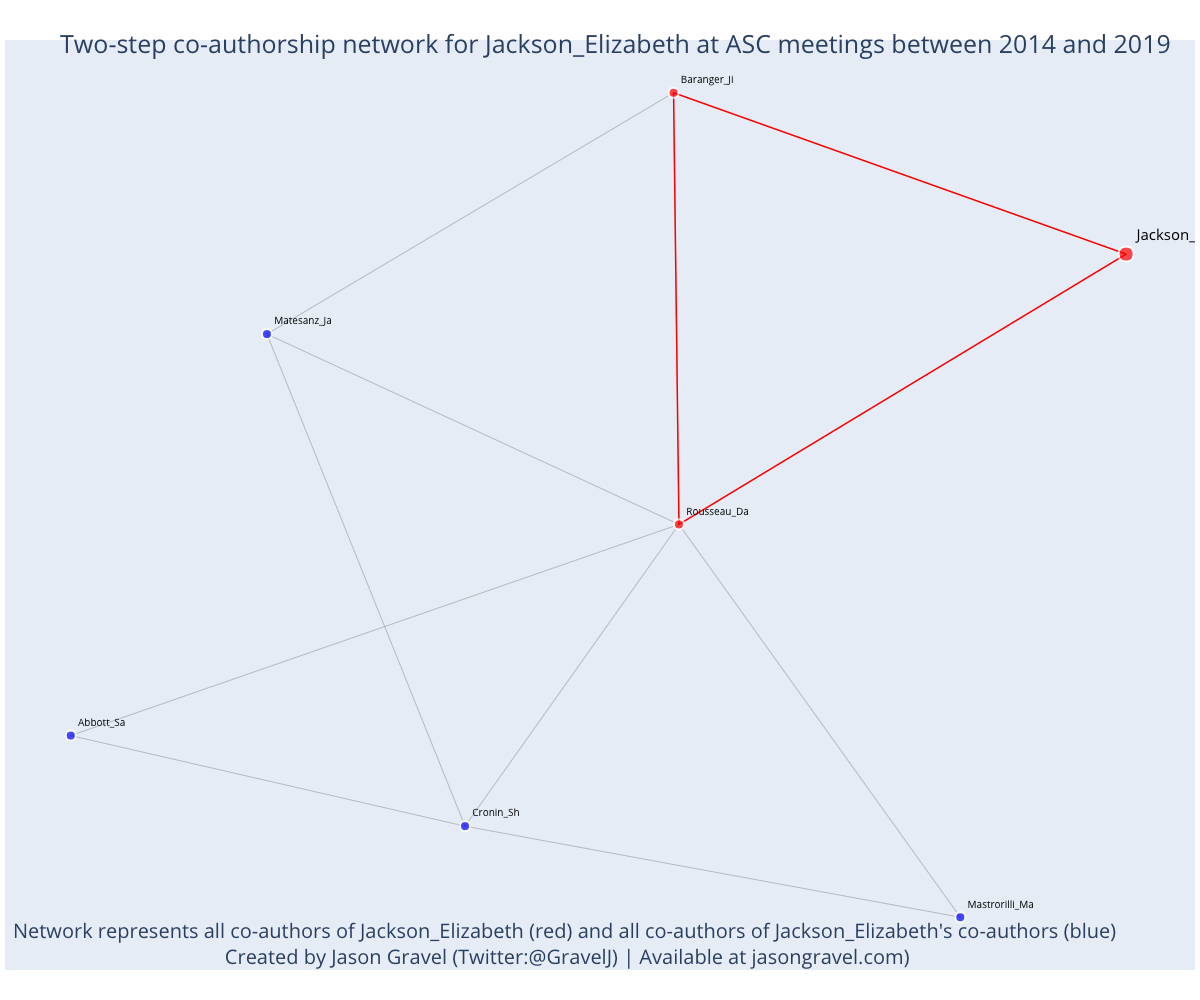 Two-step co-authorship network for Jackson_Elizabeth at ASC meetings between 2014 and 2019
Baranger_Ji
Jackson_
Matesanz_Ja
Rousseau_Da
Abbott_Sa
Cronin_Sh
Mastrorilli_Ma
Network represents all co-authors of Jackson_Elizabeth (red) and all co-authors of Jackson_Elizabeth's co-authors (blue)
Created by Jason Gravel (Twitter:@GravelJ) | Available at jasongravel.com)